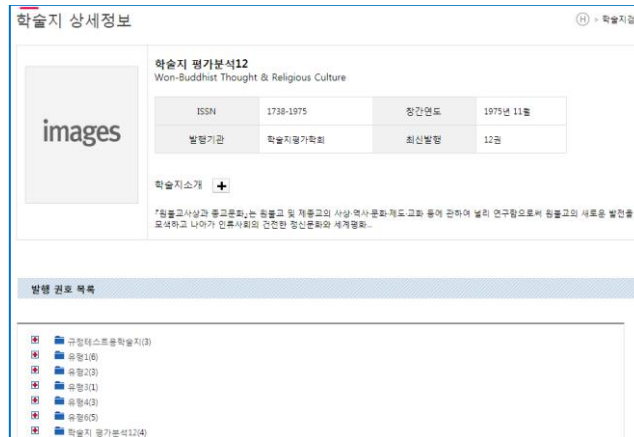 학술지 상세정보
H > 학술지검
images
학술지 평가분석12
Won-Buddhist Thought & Religious Culture
ISSN 1738-1975 창간연도 1975년 11월
발행기관 학술지평가학회 최신발행 12권
학술지소개 +
『원불교사상과 종교문화』는 원불교 및 제종교의 사상·역사·문화·제도·교화 등에 관하여 널리 연구함으로써 원불교의 새로운 발전을
모색하고 나아가 인류사회의 건전한 정신문화와 세계평화...
발행 권호 목록
규정테스트용학술지(3)
유형1(6)
유형2(3)
유형3(1)
유형4(3)
유형6(5)
학술지 평가분석12(4)